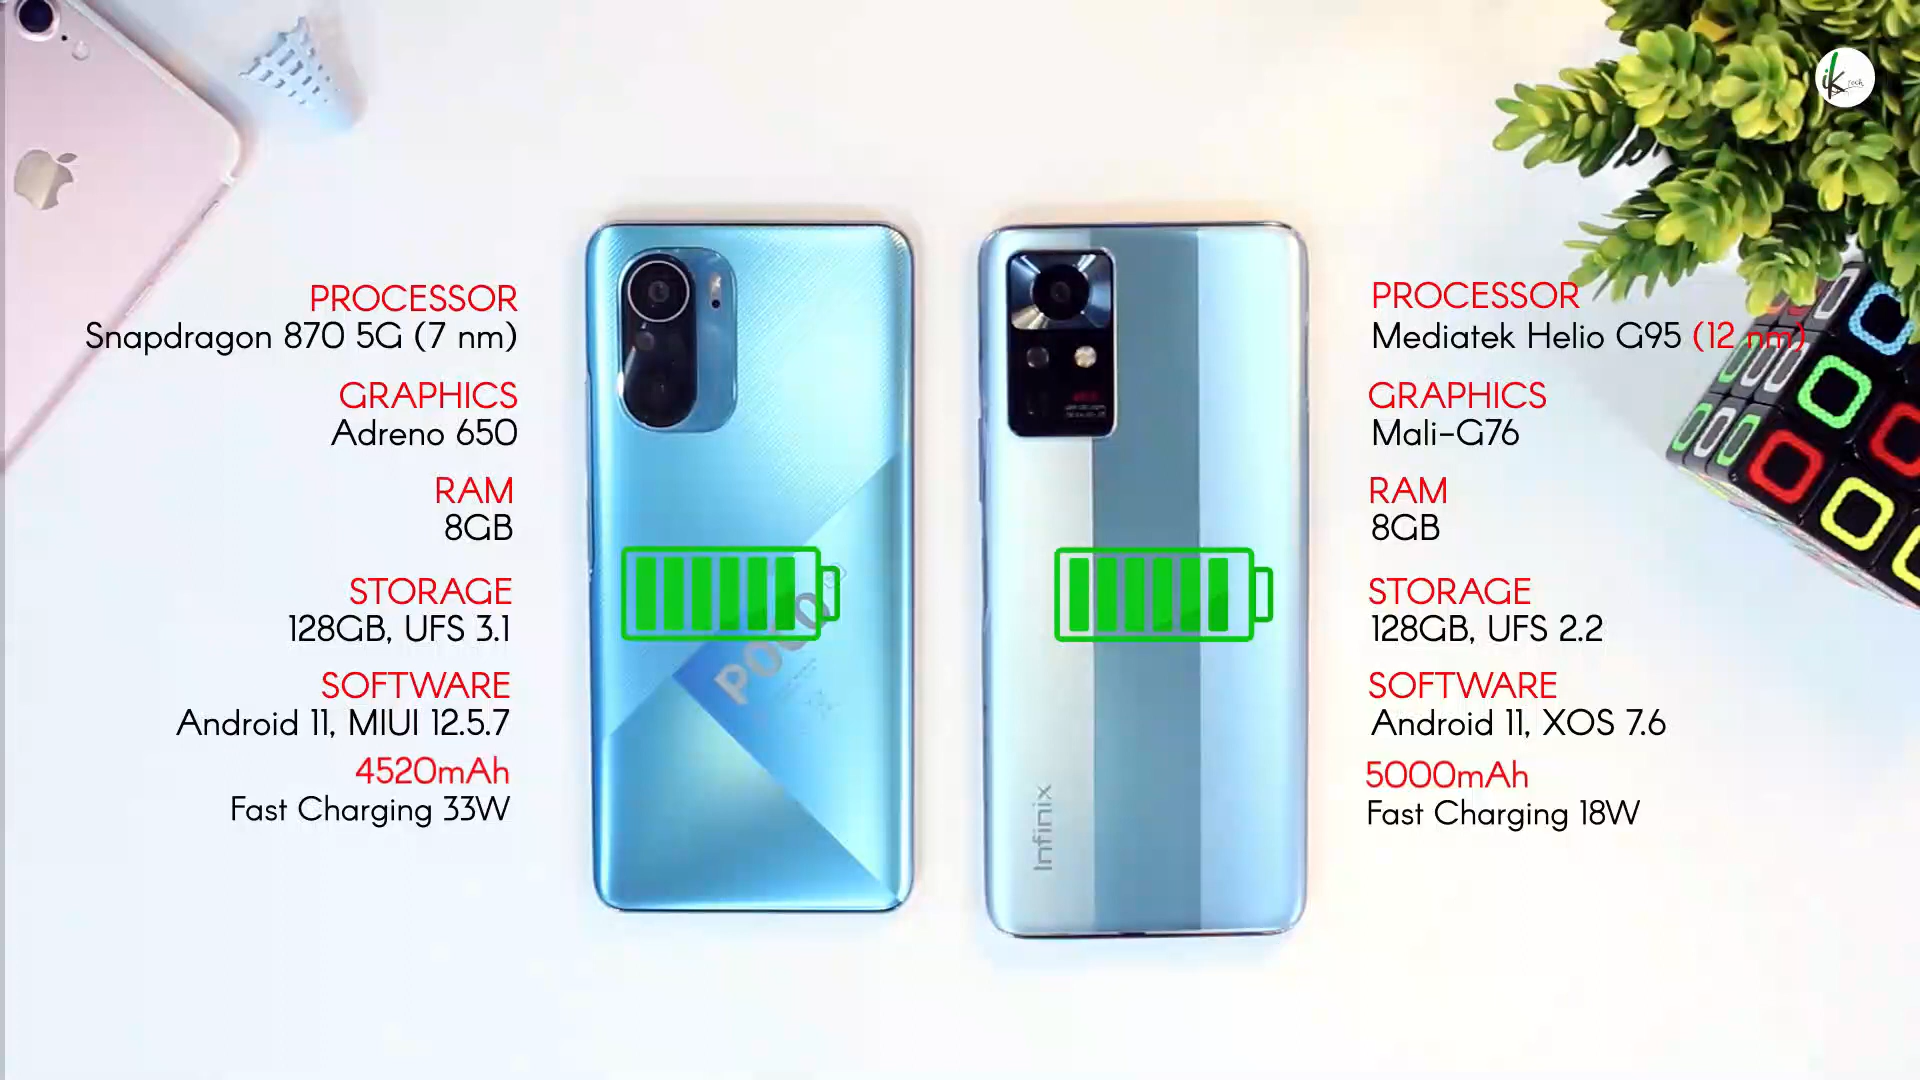 PROCESSOR
Snapdragon 870 5G (7 nm)
GRAPHICS
Adreno 650
RAM
8GB
STORAGE
128GB, UFS 3.1
SOFTWARE
Android 11, MIUI 12.5.7
4520mAh
Fast Charging 33W
POCO
Infinix
PROCESSOR
Mediatek Helio G95 (12 nm)
GRAPHICS
Mali-G76
RAM
8GB
STORAGE
128GB, UFS 2.2
SOFTWARE
Android 11, XOS 7.6
5000mAh
Fast Charging 18W
ik